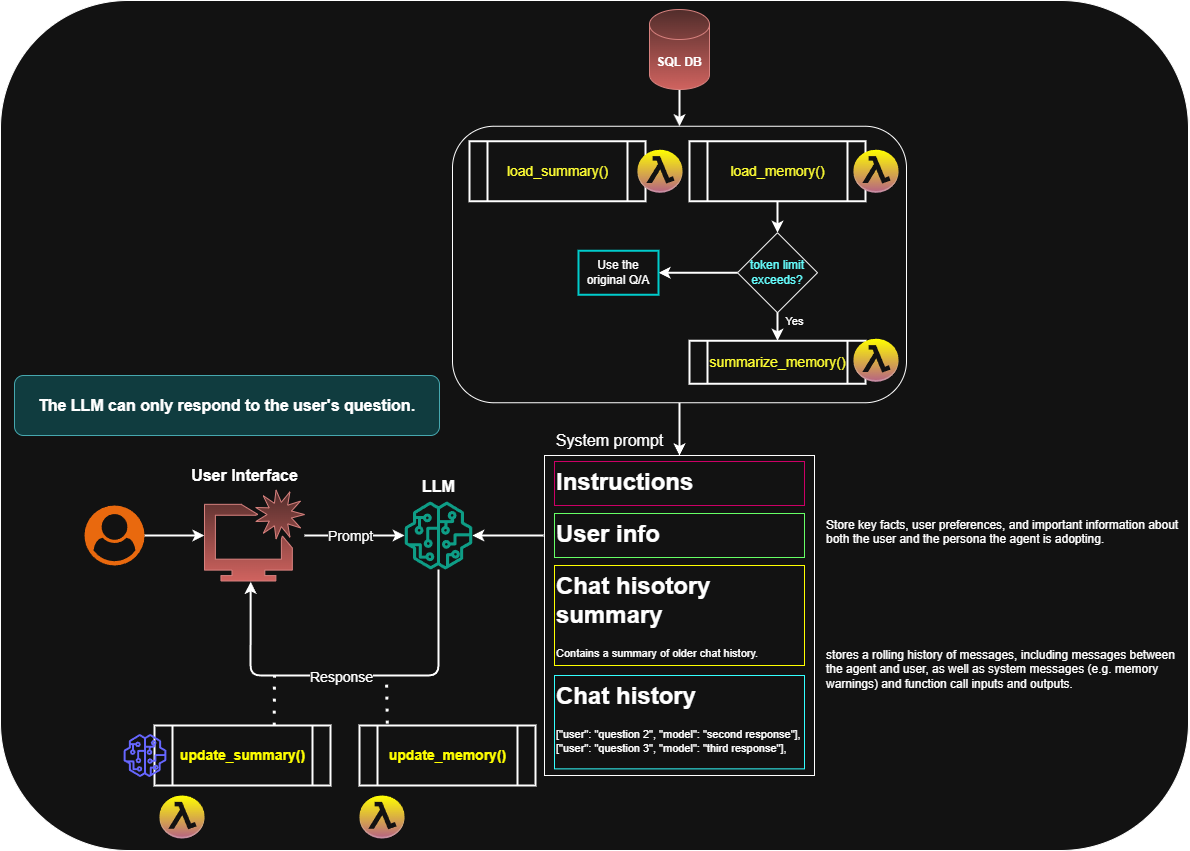 SQL DB
load_summary()
load_memory()
token limit
exceeds?
Use the
original Q/A
Yes
summarize_memory()
The LLM can only respond to the user's question.
System prompt
Instructions
User info
Chat hisotory
summary
Contains a summary of older chat history.
Chat history
["user": "question 2", "model": "second response"],
["user": "question 3", "model": "third response"],
Store key facts, user preferences, and important information about
both the user and the persona the agent is adopting.
stores a rolling history of messages, including messages between
the agent and user, as well as system messages (e.g. memory
warnings) and function call inputs and outputs.
User Interface
LLM
Prompt
Response
update_summary()
update_memory()